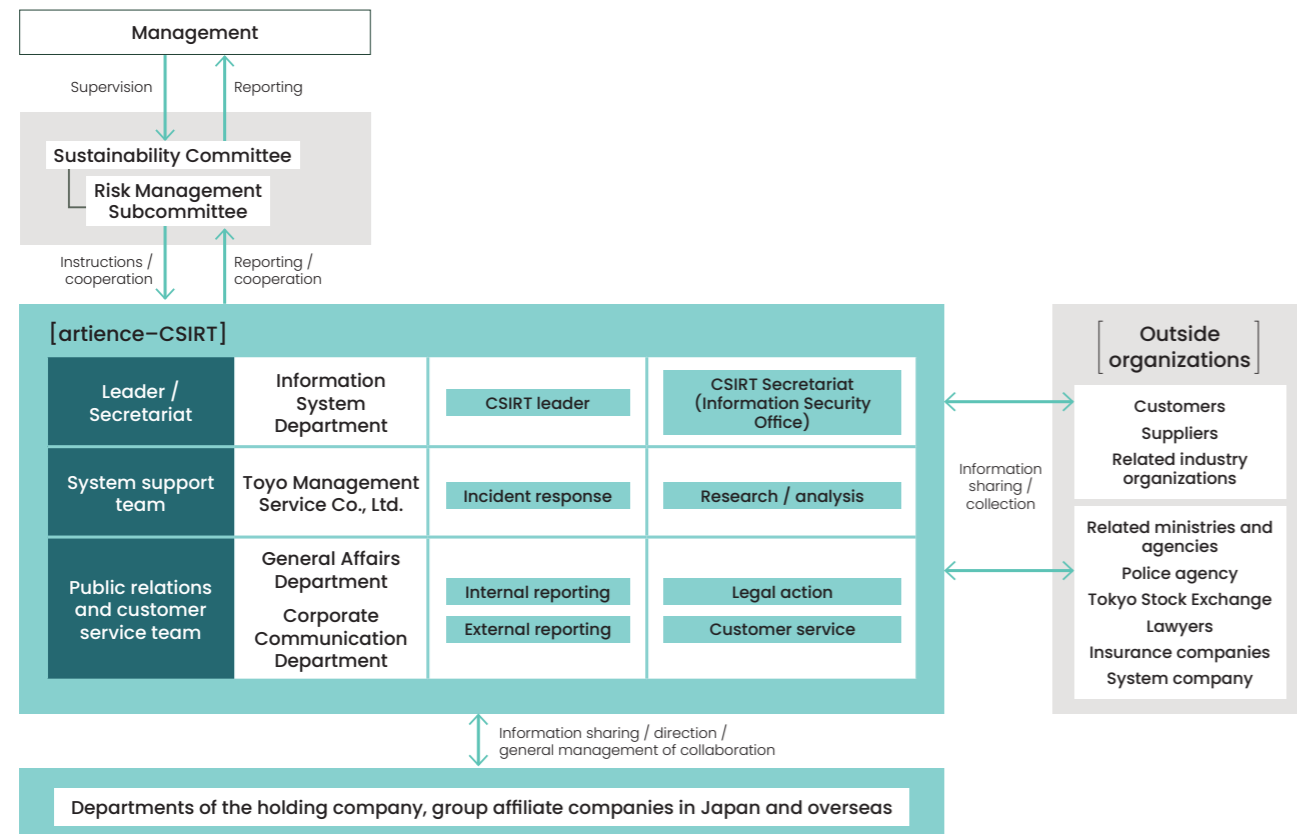 Management
Supervision
Reporting
Sustainability Committee
Risk Management
Subcommittee
Instructions /
cooperation
Reporting /
cooperation
[artience–CSIRT]
Leader /
Secretariat
Information
System
Department
CSIRT leader
CSIRT Secretariat
(Information Security
Office)
System support
team
Toyo Management
Service Co., Ltd.
Incident response
Research / analysis
Public relations
and customer
service team
General Affairs
Department
Corporate
Communication
Department
Internal reporting
Legal action
External reporting
Customer service
Information
sharing /
collection
[Outside
organizations]
Customers
Suppliers
Related industry
organizations
Related ministries and
agencies
Police agency
Tokyo Stock Exchange
Lawyers
Insurance companies
System company
Information sharing / direction /
general management of collaboration
Departments of the holding company, group affiliate companies in Japan and overseas